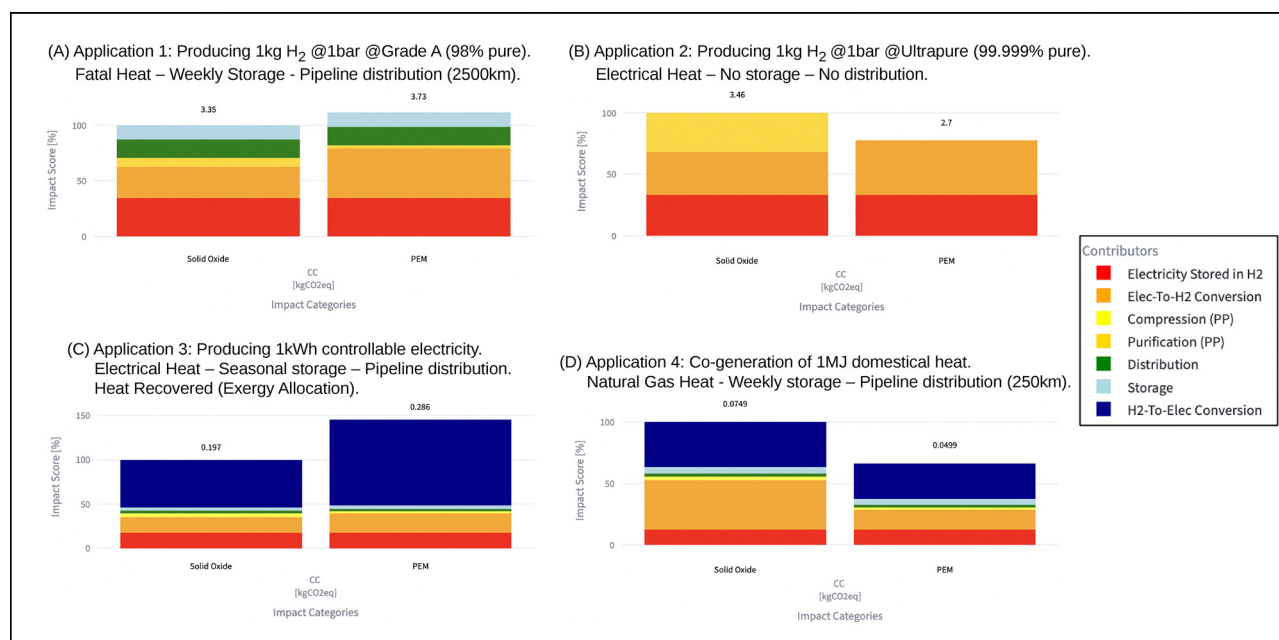 (A) Application 1: Producing 1kg H2 @1bar @Grade A (98% pure).
Fatal Heat – Weekly Storage - Pipeline distribution (2500km).
3.35
3.73
100
50
0
Impact Score [%]
Solid Oxide
PEM
CC
[kgCO2eq]
Impact Categories
(B) Application 2: Producing 1kg H2 @1bar @Ultrapure (99.999% pure).
Electrical Heat – No storage – No distribution.
3.46
2.7
100
50
0
Impact Score [%]
Solid Oxide
PEM
CC
[kgCO2eq]
Impact Categories
(C) Application 3: Producing 1kWh controllable electricity.
Electrical Heat – Seasonal storage – Pipeline distribution.
Heat Recovered (Exergy Allocation).
0.197
0.286
150
100
50
0
Impact Score [%]
Solid Oxide
PEM
CC
[kgCO2eq]
Impact Categories
(D) Application 4: Co-generation of 1MJ domestical heat.
Natural Gas Heat - Weekly storage – Pipeline distribution (250km).
0.0749
0.0499
100
50
0
Impact Score [%]
Solid Oxide
PEM
CC
[kgCO2eq]
Impact Categories
Contributors
Electricity Stored in H2
Elec-To-H2 Conversion
Compression (PP)
Purification (PP)
Distribution
Storage
H2-To-Elec Conversion